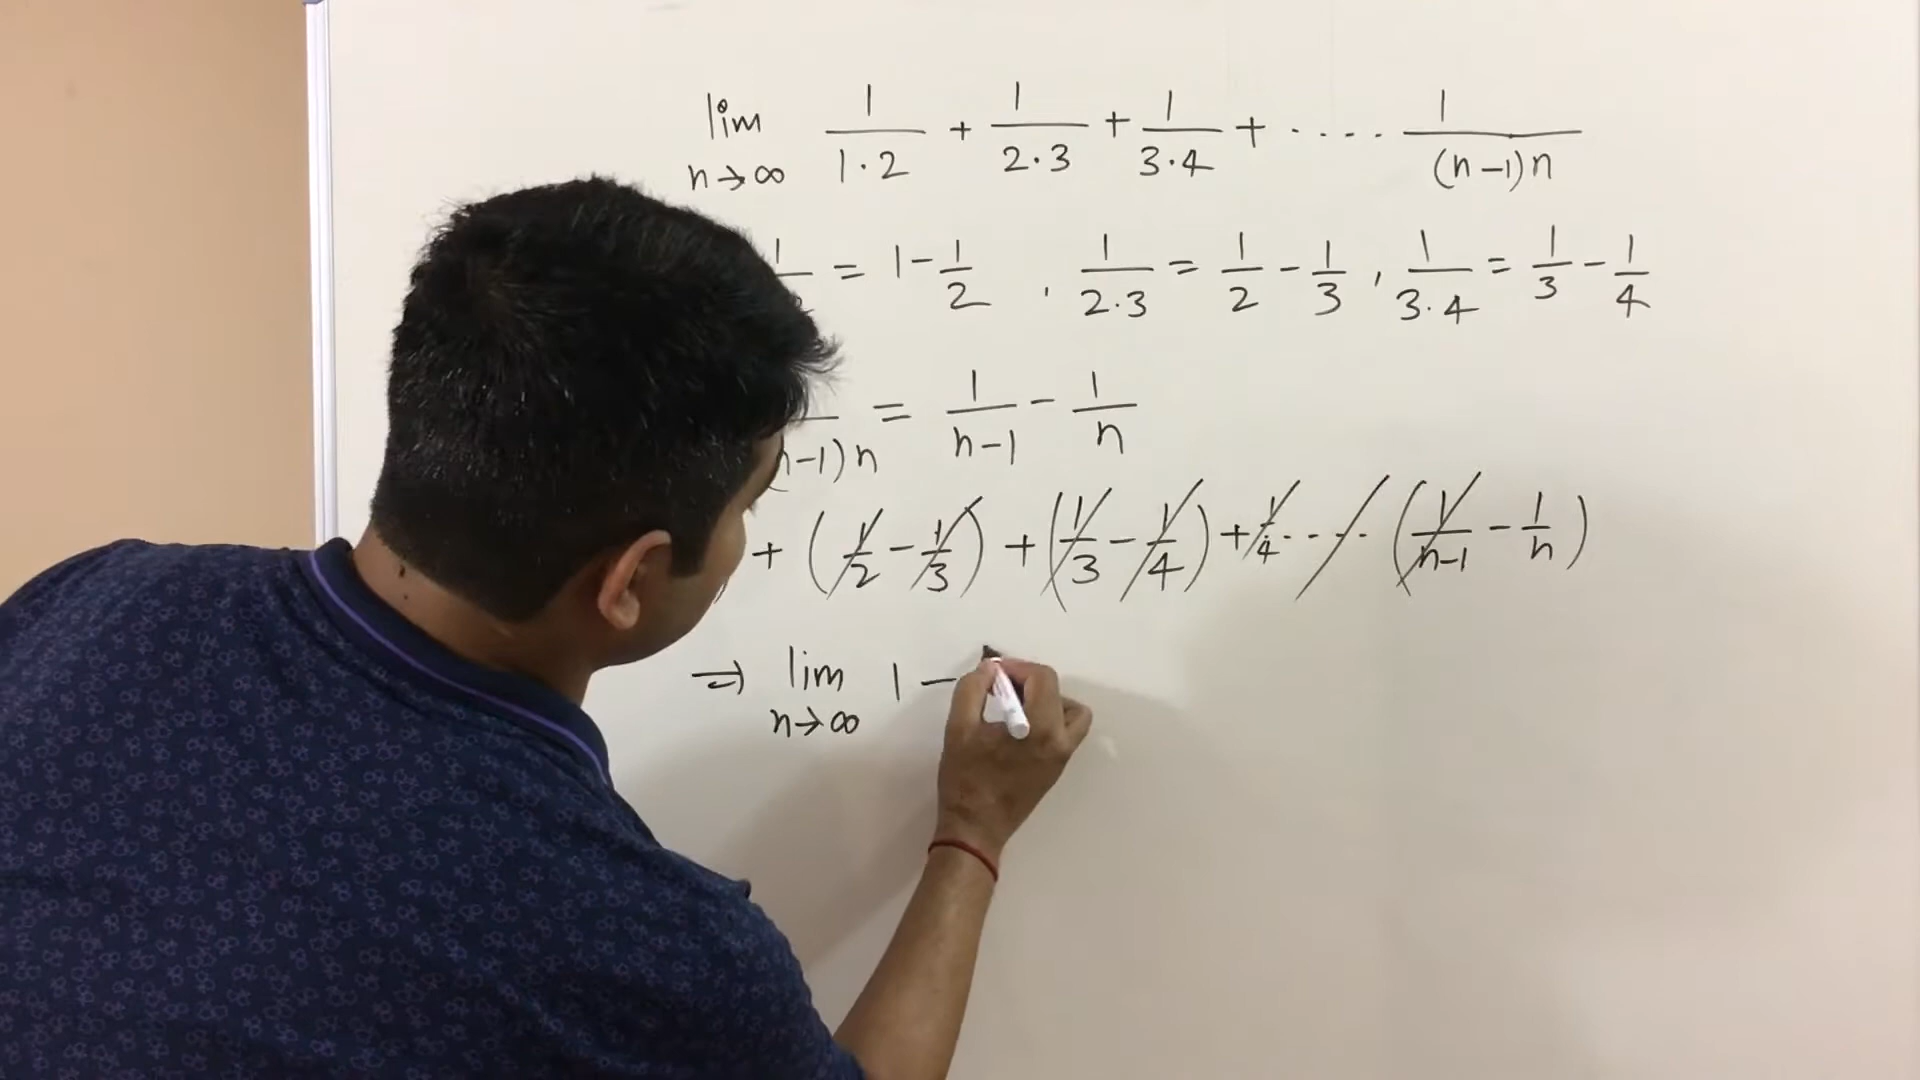 lim n→∞ 1/(1·2) + 1/(2·3) + 1/(3·4) + ..... 1/((n-1)n)
= 1 - 1/2 , 1/(2·3) = 1/2 - 1/3 , 1/(3·4) = 1/3 - 1/4
(n-1)n = 1/(n-1) - 1/n
+ (1/2 - 1/3) + (1/3 - 1/4) + 1/4 ..... (1/(n-1) - 1/n)
⇒ lim n→∞ 1 -